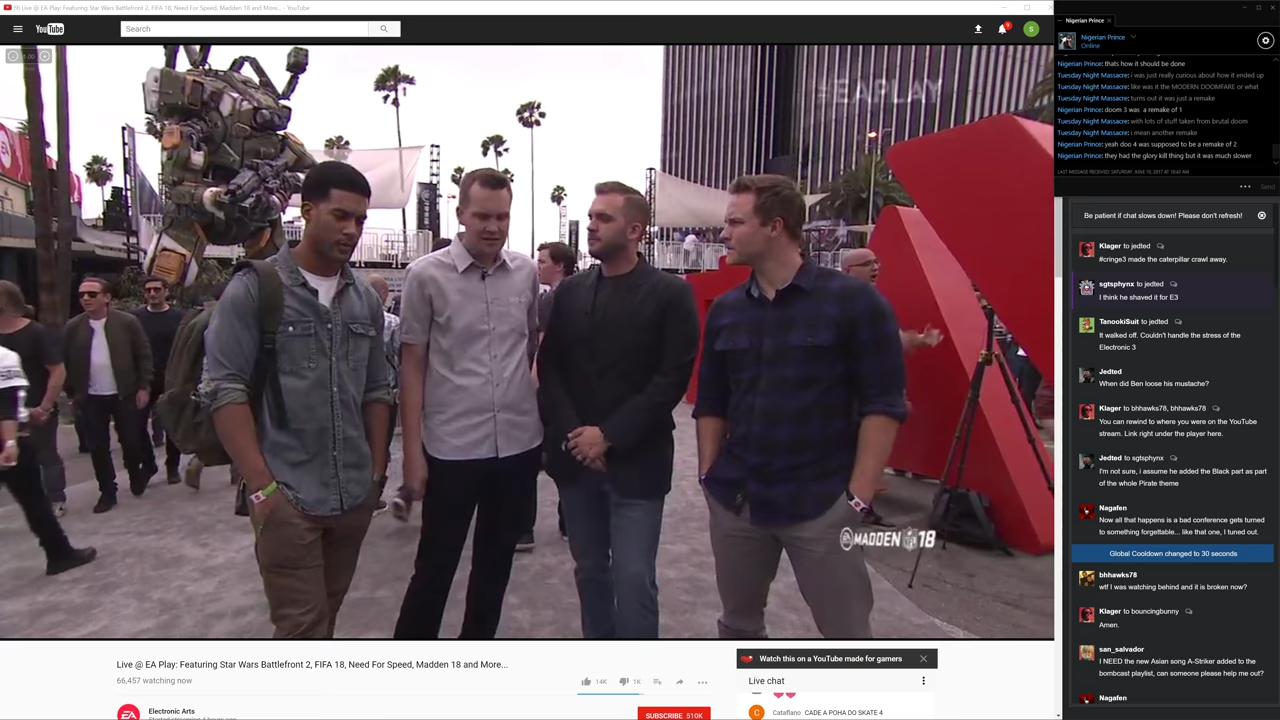 (9) Live @ EA Play: Featuring Star Wars Battlefront 2, FIFA 18, Need For Speed, Madden 18 and More... - YouTube
YouTube
Search
9
S
1.00
EAPLAY
EA MADDEN NFL 18
Live @ EA Play: Featuring Star Wars Battlefront 2, FIFA 18, Need For Speed, Madden 18 and More...
66,457 watching now
14K
1K
EA
Electronic Arts
Started streaming 4 hours ago
SUBSCRIBE 510K
Watch this on a YouTube made for gamers
Live chat
C
Cataflano CADE A POHA DO SKATE 4
Nigerian Prince
Nigerian Prince
Online
Nigerian Prince: thats how it should be done
Tuesday Night Massacre: i was just really curious about how it ended up
Tuesday Night Massacre: like was it the MODERN DOOMFARE or what
Tuesday Night Massacre: turns out it was just a remake
Nigerian Prince: doom 3 was a remake of 1
Tuesday Night Massacre: with lots of stuff taken from brutal doom
Tuesday Night Massacre: i mean another remake
Nigerian Prince: yeah doo 4 was supposed to be a remake of 2
Nigerian Prince: they had the glory kill thing but it was much slower
LAST MESSAGE RECEIVED: SATURDAY, JUNE 10, 2017 AT 10:43 AM
Send
Be patient if chat slows down! Please don't refresh!
Klager to jedted
#cringe3 made the caterpillar crawl away.
sgtsphynx to jedted
I think he shaved it for E3
TanookiSuit to jedted
It walked off. Couldn't handle the stress of the
Electronic 3
Jedted
When did Ben loose his mustache?
Klager to bhhawks78, bhhawks78
You can rewind to where you were on the YouTube
stream. Link right under the player here.
Jedted to sgtsphynx
I'm not sure, i assume he added the Black part as part
of the whole Pirate theme
Nagafen
Now all that happens is a bad conference gets turned
to something forgettable... like that one, I tuned out.
Global Cooldown changed to 30 seconds
bhhawks78
wtf I was watching behind and it is broken now?
Klager to bouncingbunny
Amen.
san_salvador
I NEED the new Asian song A-Striker added to the
bombcast playlist, can someone please help me out?
Nagafen